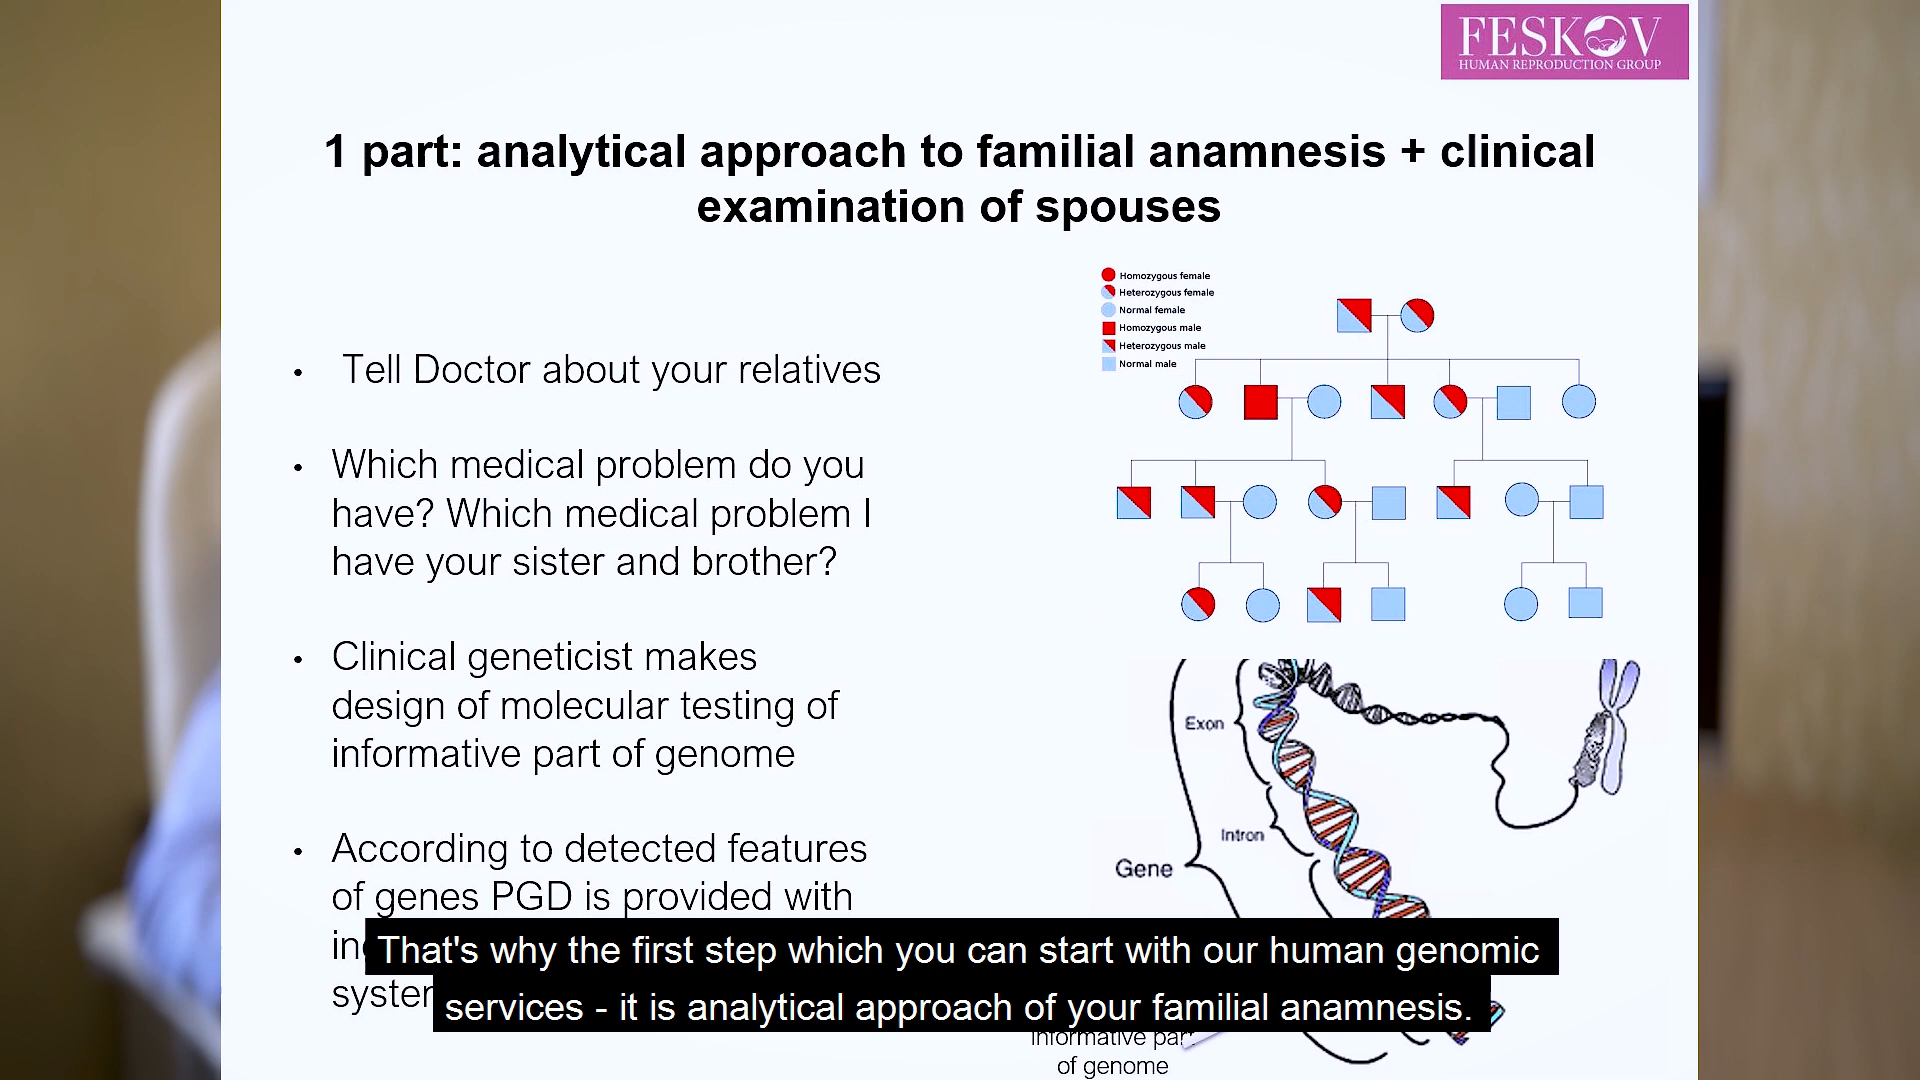 FESKOV
HUMAN REPRODUCTION GROUP
1 part: analytical approach to familial anamnesis + clinical
examination of spouses
• Tell Doctor about your relatives
• Which medical problem do you
have? Which medical problem I
have your sister and brother?
• Clinical geneticist makes
design of molecular testing of
informative part of genome
• According to detected features
of genes PGD is provided with
Homozygous female
Heterozygous female
Normal female
Homozygous male
Heterozygous male
Normal male
Exon
Intron
Gene
That's why the first step which you can start with our human genomic
services - it is analytical approach of your familial anamnesis.
informative part
of genome